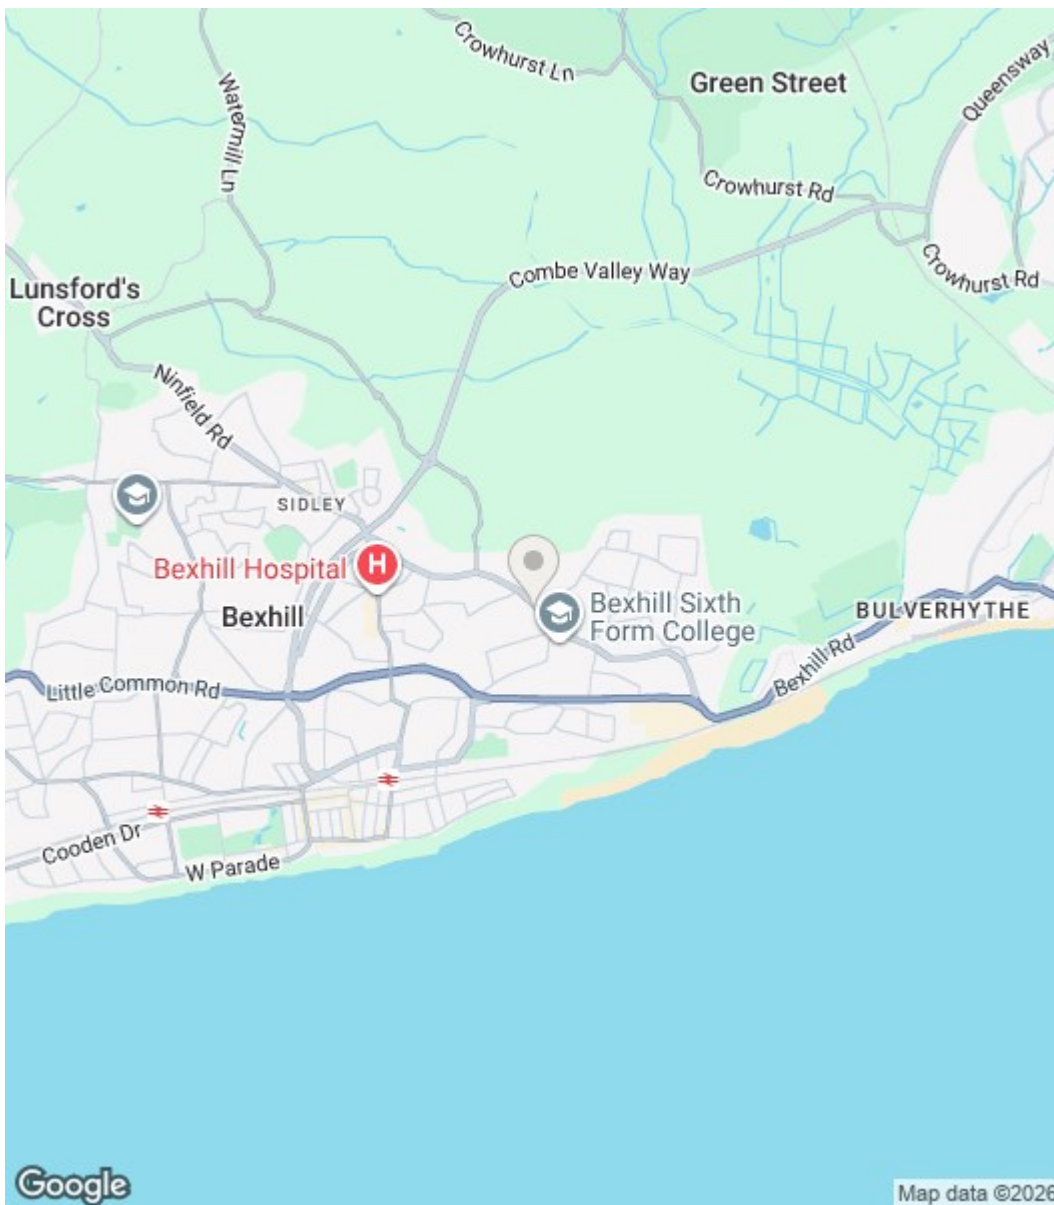 Crowhurst Ln
Green Street
Queensway
Watermill Ln
Crowhurst Rd
Combe Valley Way
Crowhurst Rd
Lunsford's
Cross
Ninfield Rd
SIDLEY
Bexhill Hospital
H
Bexhill
Bexhill Sixth
Form College
BULVERHYTHE
Bexhill Rd
Little Common Rd
Cooden Dr
W Parade
Google
Map data ©2026